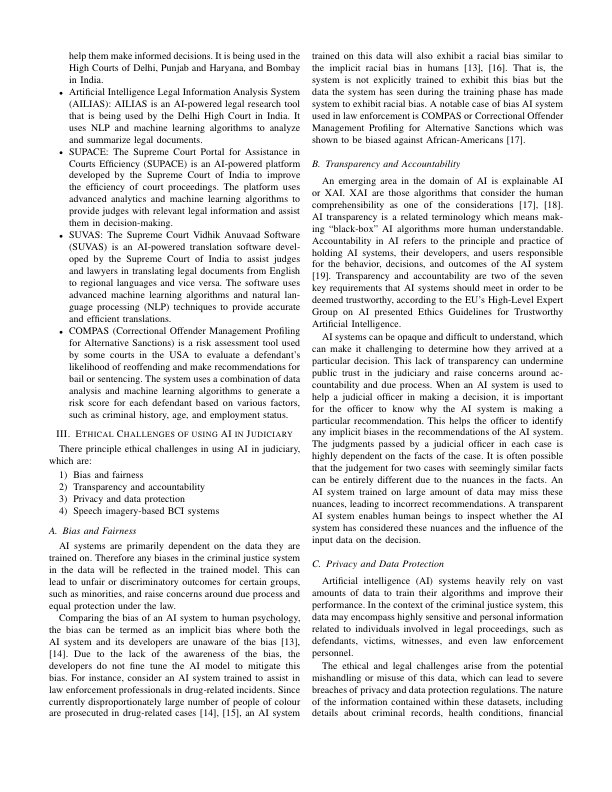 help them make informed decisions. It is being used in the
High Courts of Delhi, Punjab and Haryana, and Bombay
in India.
• Artificial Intelligence Legal Information Analysis System
(AILIAS): AILIAS is an AI-powered legal research tool
that is being used by the Delhi High Court in India. It
uses NLP and machine learning algorithms to analyze
and summarize legal documents.
• SUPACE: The Supreme Court Portal for Assistance in
Courts Efficiency (SUPACE) is an AI-powered platform
developed by the Supreme Court of India to improve
the efficiency of court proceedings. The platform uses
advanced analytics and machine learning algorithms to
provide judges with relevant legal information and assist
them in decision-making.
• SUVAS: The Supreme Court Vidhik Anuvaad Software
(SUVAS) is an AI-powered translation software devel-
oped by the Supreme Court of India to assist judges
and lawyers in translating legal documents from English
to regional languages and vice versa. The software uses
advanced machine learning algorithms and natural lan-
guage processing (NLP) techniques to provide accurate
and efficient translations.
• COMPAS (Correctional Offender Management Profiling
for Alternative Sanctions) is a risk assessment tool used
by some courts in the USA to evaluate a defendant's
likelihood of reoffending and make recommendations for
bail or sentencing. The system uses a combination of data
analysis and machine learning algorithms to generate a
risk score for each defendant based on various factors,
such as criminal history, age, and employment status.
III. ETHICAL CHALLENGES OF USING AI IN JUDICIARY
There principle ethical challenges in using AI in judiciary,
which are:
1) Bias and fairness
2) Transparency and accountability
3) Privacy and data protection
4) Speech imagery-based BCI systems
A. Bias and Fairness
AI systems are primarily dependent on the data they are
trained on. Therefore any biases in the criminal justice system
in the data will be reflected in the trained model. This can
lead to unfair or discriminatory outcomes for certain groups,
such as minorities, and raise concerns around due process and
equal protection under the law.
Comparing the bias of an AI system to human psychology,
the bias can be termed as an implicit bias where both the
AI system and its developers are unaware of the bias [13],
[14]. Due to the lack of the awareness of the bias, the
developers do not fine tune the AI model to mitigate this
bias. For instance, consider an AI system trained to assist in
law enforcement professionals in drug-related incidents. Since
currently disproportionately large number of people of colour
are prosecuted in drug-related cases [14], [15], an AI system
trained on this data will also exhibit a racial bias similar to
the implicit racial bias in humans [13], [16]. That is, the
system is not explicitly trained to exhibit this bias but the
data the system has seen during the training phase has made
system to exhibit racial bias. A notable case of bias AI system
used in law enforcement is COMPAS or Correctional Offender
Management Profiling for Alternative Sanctions which was
shown to be biased against African-Americans [17].
B. Transparency and Accountability
An emerging area in the domain of AI is explainable AI
or XAI. XAI are those algorithms that consider the human
comprehensibility as one of the considerations [17], [18].
AI transparency is a related terminology which means mak-
ing “black-box” AI algorithms more human understandable.
Accountability in AI refers to the principle and practice of
holding AI systems, their developers, and users responsible
for the behavior, decisions, and outcomes of the AI system
[19]. Transparency and accountability are two of the seven
key requirements that AI systems should meet in order to be
deemed trustworthy, according to the EU's High-Level Expert
Group on AI presented Ethics Guidelines for Trustworthy
Artificial Intelligence.
AI systems can be opaque and difficult to understand, which
can make it challenging to determine how they arrived at a
particular decision. This lack of transparency can undermine
public trust in the judiciary and raise concerns around ac-
countability and due process. When an AI system is used to
help a judicial officer in making a decision, it is important
for the officer to know why the AI system is making a
particular recommendation. This helps the officer to identify
any implicit biases in the recommendations of the AI system.
The judgments passed by a judicial officer in each case is
highly dependent on the facts of the case. It is often possible
that the judgement for two cases with seemingly similar facts
can be entirely different due to the nuances in the facts. An
AI system trained on large amount of data may miss these
nuances, leading to incorrect recommendations. A transparent
AI system enables human beings to inspect whether the AI
system has considered these nuances and the influence of the
input data on the decision.
C. Privacy and Data Protection
Artificial intelligence (AI) systems heavily rely on vast
amounts of data to train their algorithms and improve their
performance. In the context of the criminal justice system, this
data may encompass highly sensitive and personal information
related to individuals involved in legal proceedings, such as
defendants, victims, witnesses, and even law enforcement
personnel.
The ethical and legal challenges arise from the potential
mishandling or misuse of this data, which can lead to severe
breaches of privacy and data protection regulations. The nature
of the information contained within these datasets, including
details about criminal records, health conditions, financial